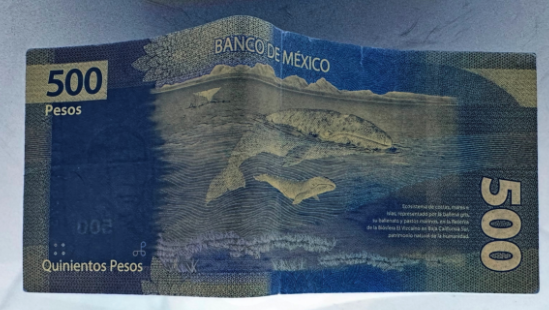 BANCO DE MÉXICO
500
Pesos
Ecosistema de costas, mares e
islas, representado por la ballena gris,
su ballenato y pastos marinos, en la Reserva
de la Biosfera El Vizcaíno en Baja California Sur,
patrimonio natural de la humanidad.
500
500
Quinientos Pesos